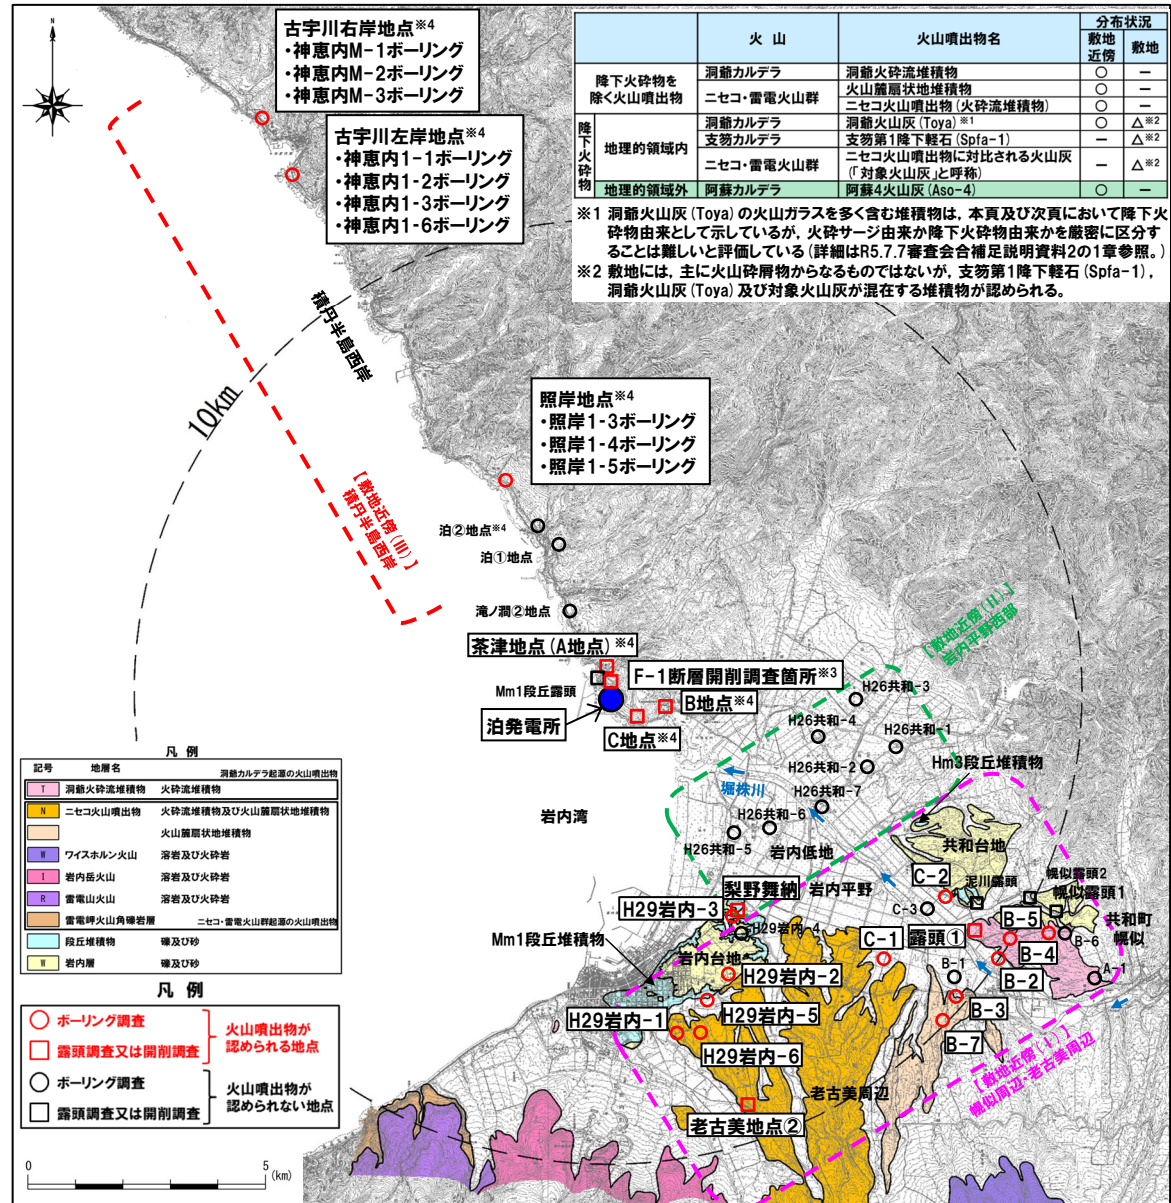 古宇川右岸地点※4
・神恵内M-1ボーリング
・神恵内M-2ボーリング
・神恵内M-3ボーリング
古宇川左岸地点※4
・神恵内1-1ボーリング
・神恵内1-2ボーリング
・神恵内1-3ボーリング
・神恵内1-6ボーリング
火山 火山噴出物名 分布状況
敷地近傍 敷地
降下火砕物を除く火山噴出物 洞爺カルデラ 洞爺火砕流堆積物 ○ －
ニセコ・雷電火山群 火山麓扇状地堆積物 ○ －
ニセコ火山噴出物(火砕流堆積物) ○ －
降下火砕物 地理的領域内 洞爺カルデラ 洞爺火山灰(Toya)※1 ○ △※2
支笏カルデラ 支笏第1降下軽石(Spfa-1) － △※2
ニセコ・雷電火山群 ニセコ火山噴出物に対比される火山灰(「対象火山灰」と呼称) － △※2
地理的領域外 阿蘇カルデラ 阿蘇4火山灰(Aso-4) ○ －
※1 洞爺火山灰(Toya)の火山ガラスを多く含む堆積物は，本頁及び次頁において降下火
砕物由来として示しているが，火砕サージ由来か降下火砕物由来かを厳密に区分す
ることは難しいと評価している(詳細はR5.7.7審査会合補足説明資料2の1章参照。)
※2 敷地には，主に火山砕屑物からなるものではないが，支笏第1降下軽石(Spfa-1)，
洞爺火山灰(Toya)及び対象火山灰が混在する堆積物が認められる。
積丹半島西岸
10km
【敷地近傍(Ⅲ)】
積丹半島西岸
照岸地点※4
・照岸1-3ボーリング
・照岸1-4ボーリング
・照岸1-5ボーリング
泊②地点※4
泊①地点
滝ノ澗②地点
茶津地点(A地点)※4
F-1断層開削調査箇所※3
Mm1段丘露頭
B地点※4
泊発電所
C地点※4
【敷地近傍(Ⅱ)】
岩内平野西部
H26共和-3
H26共和-4
H26共和-1
H26共和-2
Hm3段丘堆積物
堀株川
H26共和-7
H26共和-6
H26共和-5
岩内湾
岩内低地
岩内平野
共和台地
C-2
泥川露頭
幌似露頭2
幌似露頭1
梨野舞納
H29岩内-3
H29岩内-4
C-3
B-5
共和町
幌似
Mm1段丘堆積物
岩内台地
C-1
露頭①
B-4
B-6
H29岩内-2
B-1
B-2
A-1
H29岩内-1
H29岩内-5
B-3
H29岩内-6
B-7
【敷地近傍(Ⅰ)】
幌似周辺・老古美周辺
老古美周辺
老古美地点②
凡例
記号 地層名 洞爺カルデラ起源の火山噴出物
T 洞爺火砕流堆積物 火砕流堆積物
N ニセコ火山噴出物 火砕流堆積物及び火山麓扇状地堆積物
火山麓扇状地堆積物
W ワイスホルン火山 溶岩及び火砕岩
I 岩内岳火山 溶岩及び火砕岩
R 雷電山火山 溶岩及び火砕岩
雷電岬火山角礫岩層 ニセコ・雷電火山群起源の火山噴出物
段丘堆積物 礫及び砂
W 岩内層 礫及び砂
凡例
ボーリング調査
露頭調査又は開削調査
火山噴出物が
認められる地点
ボーリング調査
露頭調査又は開削調査
火山噴出物が
認められない地点
0 5 (km)